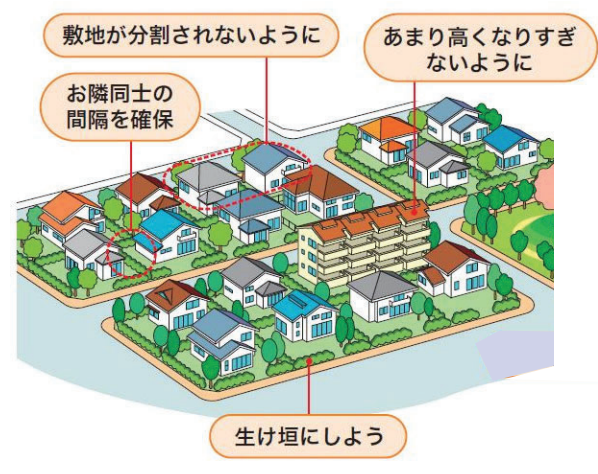 敷地が分割されないように
あまり高くなりすぎ
ないように
お隣同士の
間隔を確保
生け垣にしよう